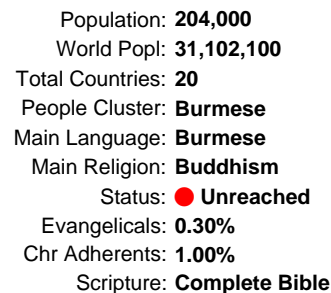 Population: 204,000
World Popl: 31,102,100
Total Countries: 20
People Cluster: Burmese
Main Language: Burmese
Main Religion: Buddhism
Status: Unreached
Evangelicals: 0.30%
Chr Adherents: 1.00%
Scripture: Complete Bible